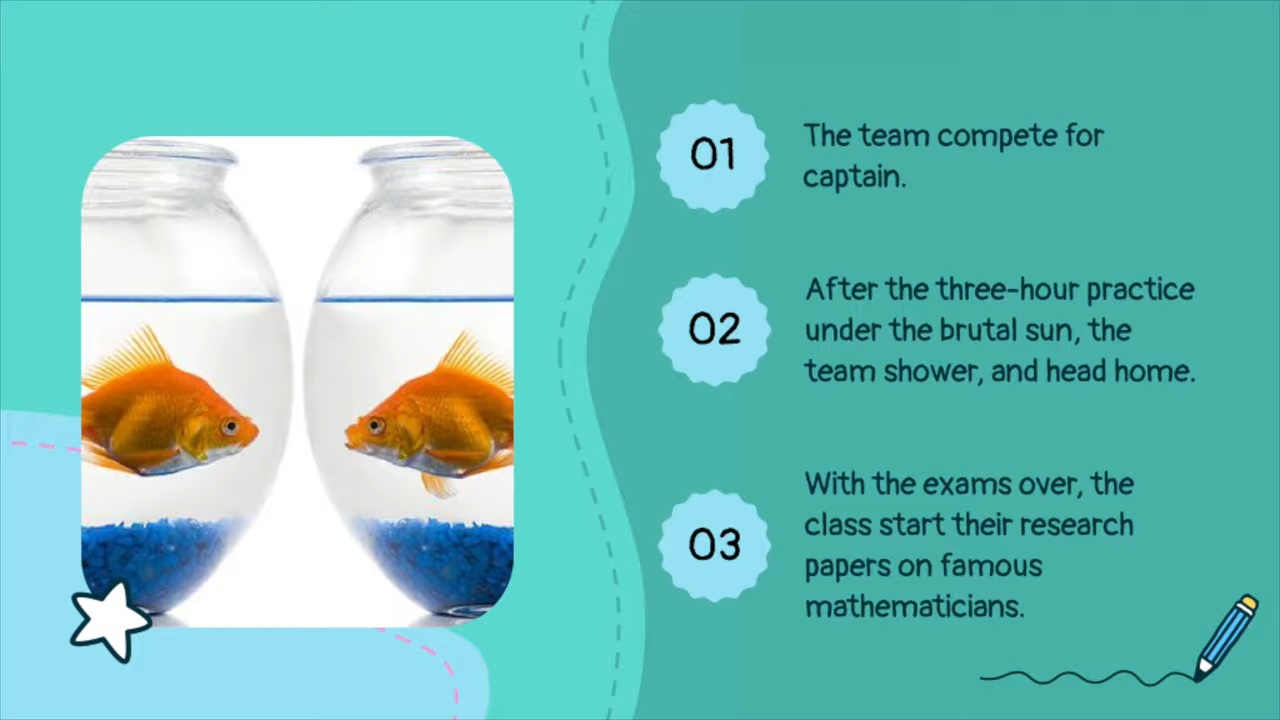 01
The team compete for
captain.
02
After the three-hour practice
under the brutal sun, the
team shower, and head home.
03
With the exams over, the
class start their research
papers on famous
mathematicians.